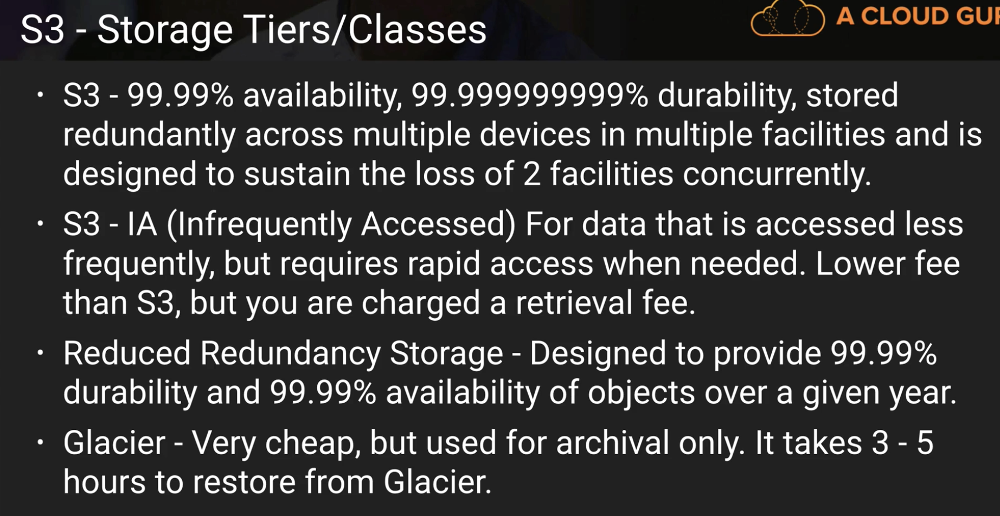 S3 - Storage Tiers/Classes
A CLOUD GUR
• S3 - 99.99% availability, 99.999999999% durability, stored
redundantly across multiple devices in multiple facilities and is
designed to sustain the loss of 2 facilities concurrently.
• S3 - IA (Infrequently Accessed) For data that is accessed less
frequently, but requires rapid access when needed. Lower fee
than S3, but you are charged a retrieval fee.
• Reduced Redundancy Storage - Designed to provide 99.99%
durability and 99.99% availability of objects over a given year.
• Glacier - Very cheap, but used for archival only. It takes 3 - 5
hours to restore from Glacier.